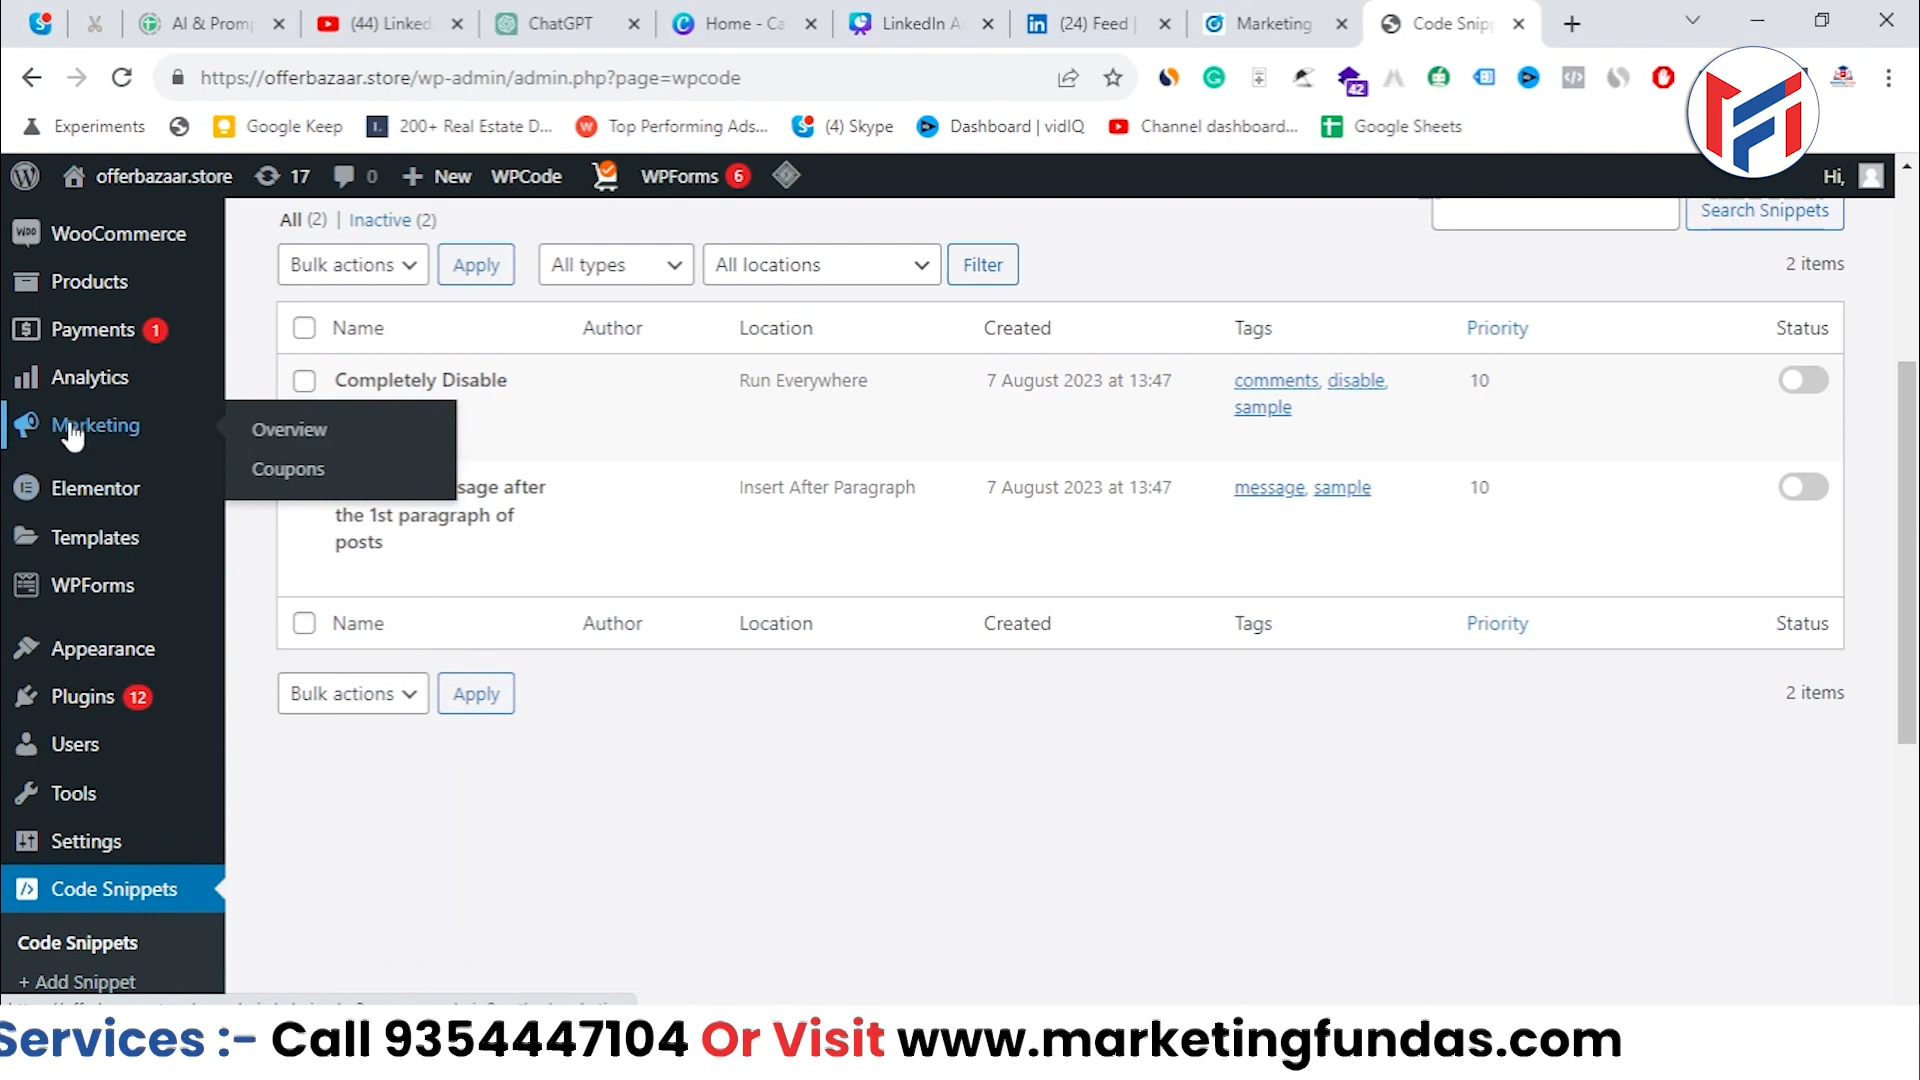 AI & Promp
(44) Linked
ChatGPT
Home - Ca
LinkedIn A
(24) Feed |
Marketing
Code Snipp
https://offerbazaar.store/wp-admin/admin.php?page=wpcode
42
Experiments
Google Keep
200+ Real Estate D...
Top Performing Ads...
(4) Skype
Dashboard | vidIQ
Channel dashboard...
Google Sheets
offerbazaar.store
17
0
New
WPCode
WPForms 6
Hi,
WooCommerce
Products
Payments 1
Analytics
Marketing
Overview
Coupons
Elementor
Templates
WPForms
Appearance
Plugins 12
Users
Tools
Settings
Code Snippets
Code Snippets
+ Add Snippet
All (2) | Inactive (2)
Search Snippets
Bulk actions
Apply
All types
All locations
Filter
2 items
Name Author Location Created Tags Priority Status
Completely Disable Run Everywhere 7 August 2023 at 13:47 comments, disable, 10
sample
sage after Insert After Paragraph 7 August 2023 at 13:47 message, sample 10
the 1st paragraph of
posts
Name Author Location Created Tags Priority Status
Bulk actions
Apply
2 items
Services :- Call 9354447104 Or Visit www.marketingfundas.com